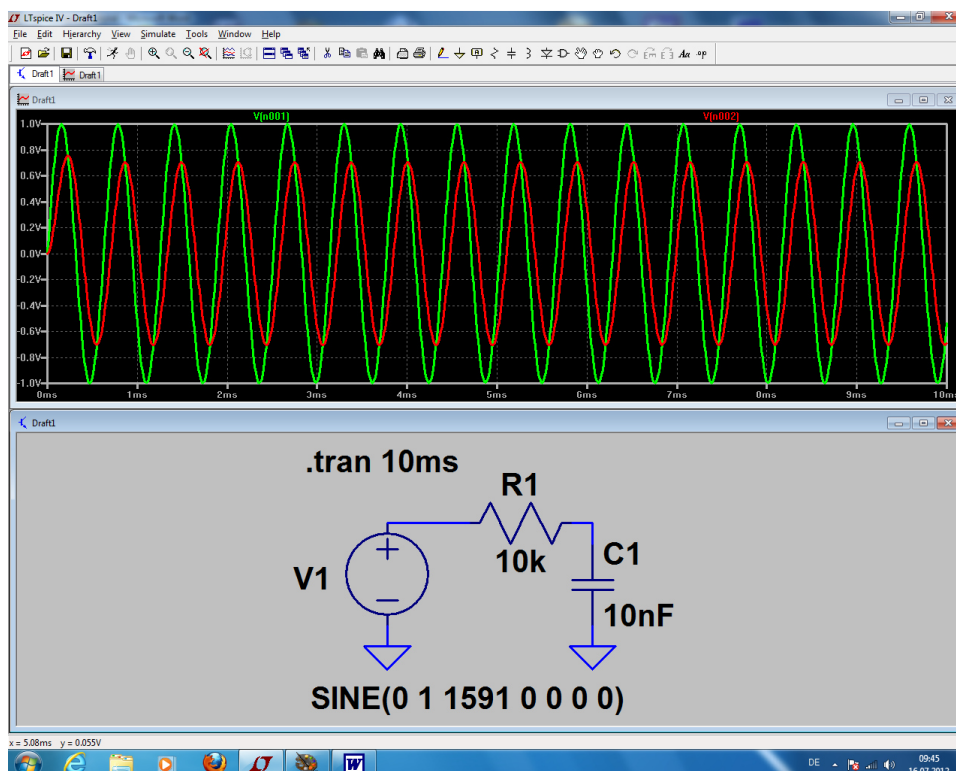 LTspice IV - Draft1
File Edit Hierarchy View Simulate Tools Window Help
Draft1 Draft1
Draft1
V(n001) V(n002)
1.0V
0.8V
0.6V
0.4V
0.2V
0.0V
-0.2V
-0.4V
-0.6V
-0.8V
-1.0V
0ms 1ms 2ms 3ms 4ms 5ms 6ms 7ms 8ms 9ms 10ms
Draft1
.tran 10ms
R1
10k
C1
10nF
V1
SINE(0 1 1591 0 0 0 0)
x = 5.08ms y = 0.055V
DE 09:45
16.07.2012